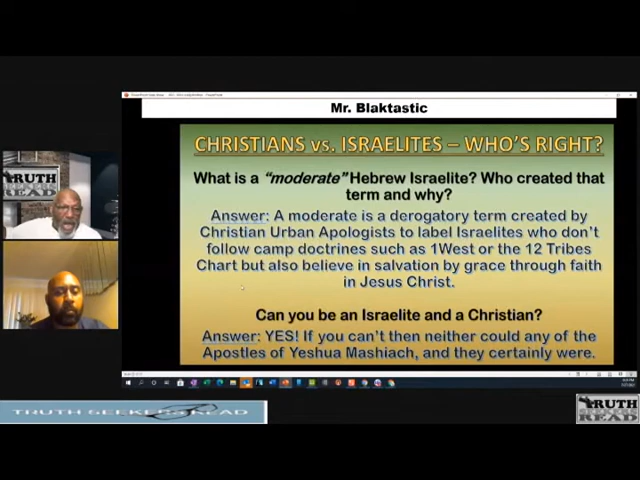 Mr. Blaktastic
CHRISTIANS vs. ISRAELITES – WHO'S RIGHT?
What is a "moderate" Hebrew Israelite? Who created that
term and why?
Answer: A moderate is a derogatory term created by
Christian Urban Apologists to label Israelites who don't
follow camp doctrines such as 1West or the 12 Tribes
Chart but also believe in salvation by grace through faith
in Jesus Christ.
Can you be an Israelite and a Christian?
Answer: YES! If you can't then neither could any of the
Apostles of Yeshua Mashiach, and they certainly were.
TRUTH
TRUTH SEEKERS READ
TRUTH
READ